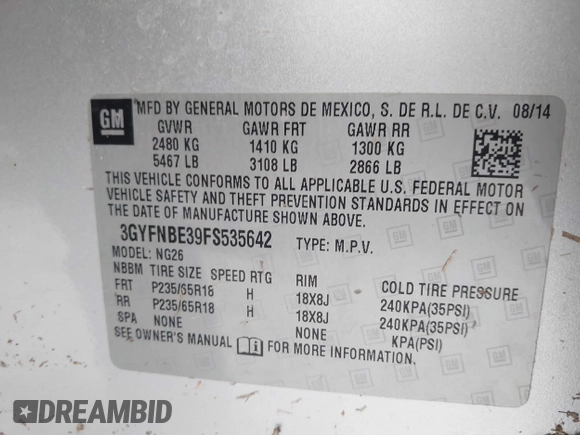 GM
MFD BY GENERAL MOTORS DE MEXICO, S. DE R.L. DE C.V. 08/14
GVWR GAWR FRT GAWR RR
2480 KG 1410 KG 1300 KG
5467 LB 3108 LB 2866 LB
THIS VEHICLE CONFORMS TO ALL APPLICABLE U.S. FEDERAL MOTOR
VEHICLE SAFETY AND THEFT PREVENTION STANDARDS IN EFFECT ON
THE DATE OF MANUFACTURE SHOWN ABOVE.
3GYFNBE39FS535642 TYPE: M.P.V.
MODEL: NG26
NBBM TIRE SIZE SPEED RTG RIM COLD TIRE PRESSURE
FRT P235/65R18 H 18X8J 240KPA(35PSI)
RR P235/65R18 H 18X8J 240KPA(35PSI)
SPA NONE NONE KPA(PSI)
SEE OWNER'S MANUAL FOR MORE INFORMATION.
DREAMBID